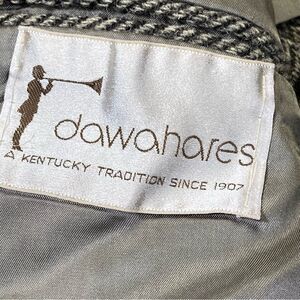 dawahares
A KENTUCKY TRADITION SINCE 1907